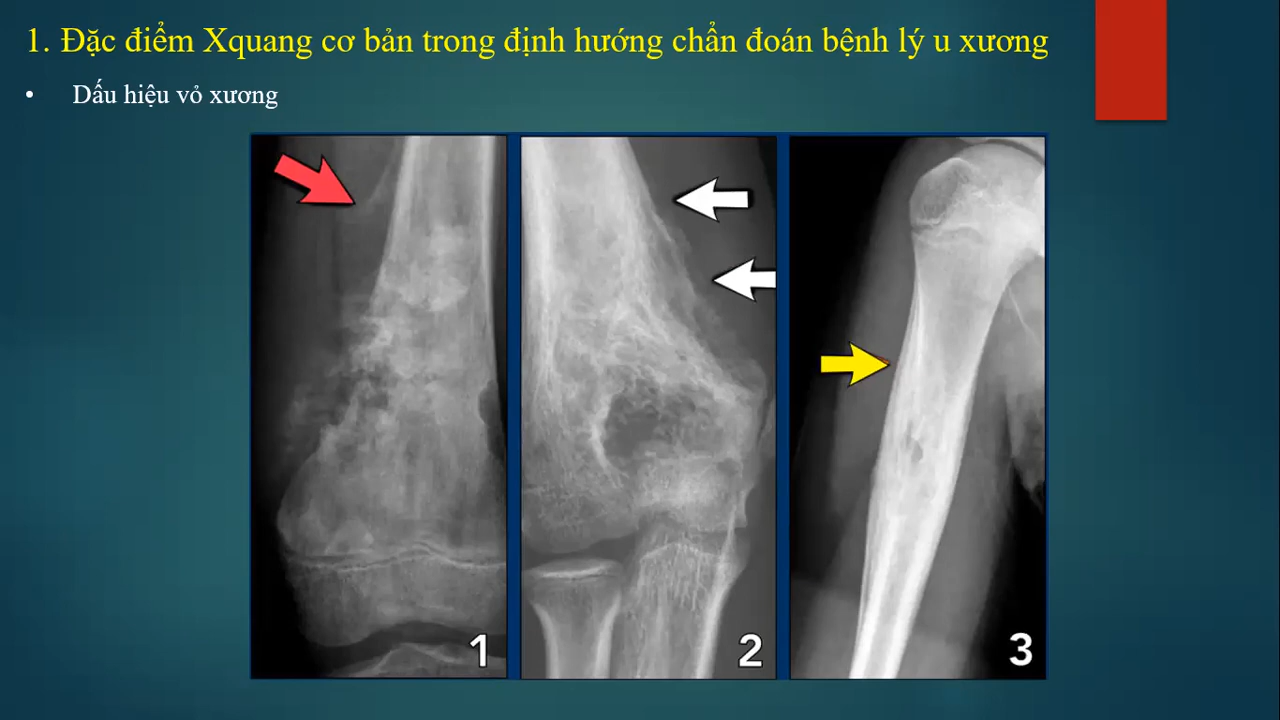 1. Đặc điểm Xquang cơ bản trong định hướng chẩn đoán bệnh lý u xương
• Dấu hiệu vỏ xương
1 2 3